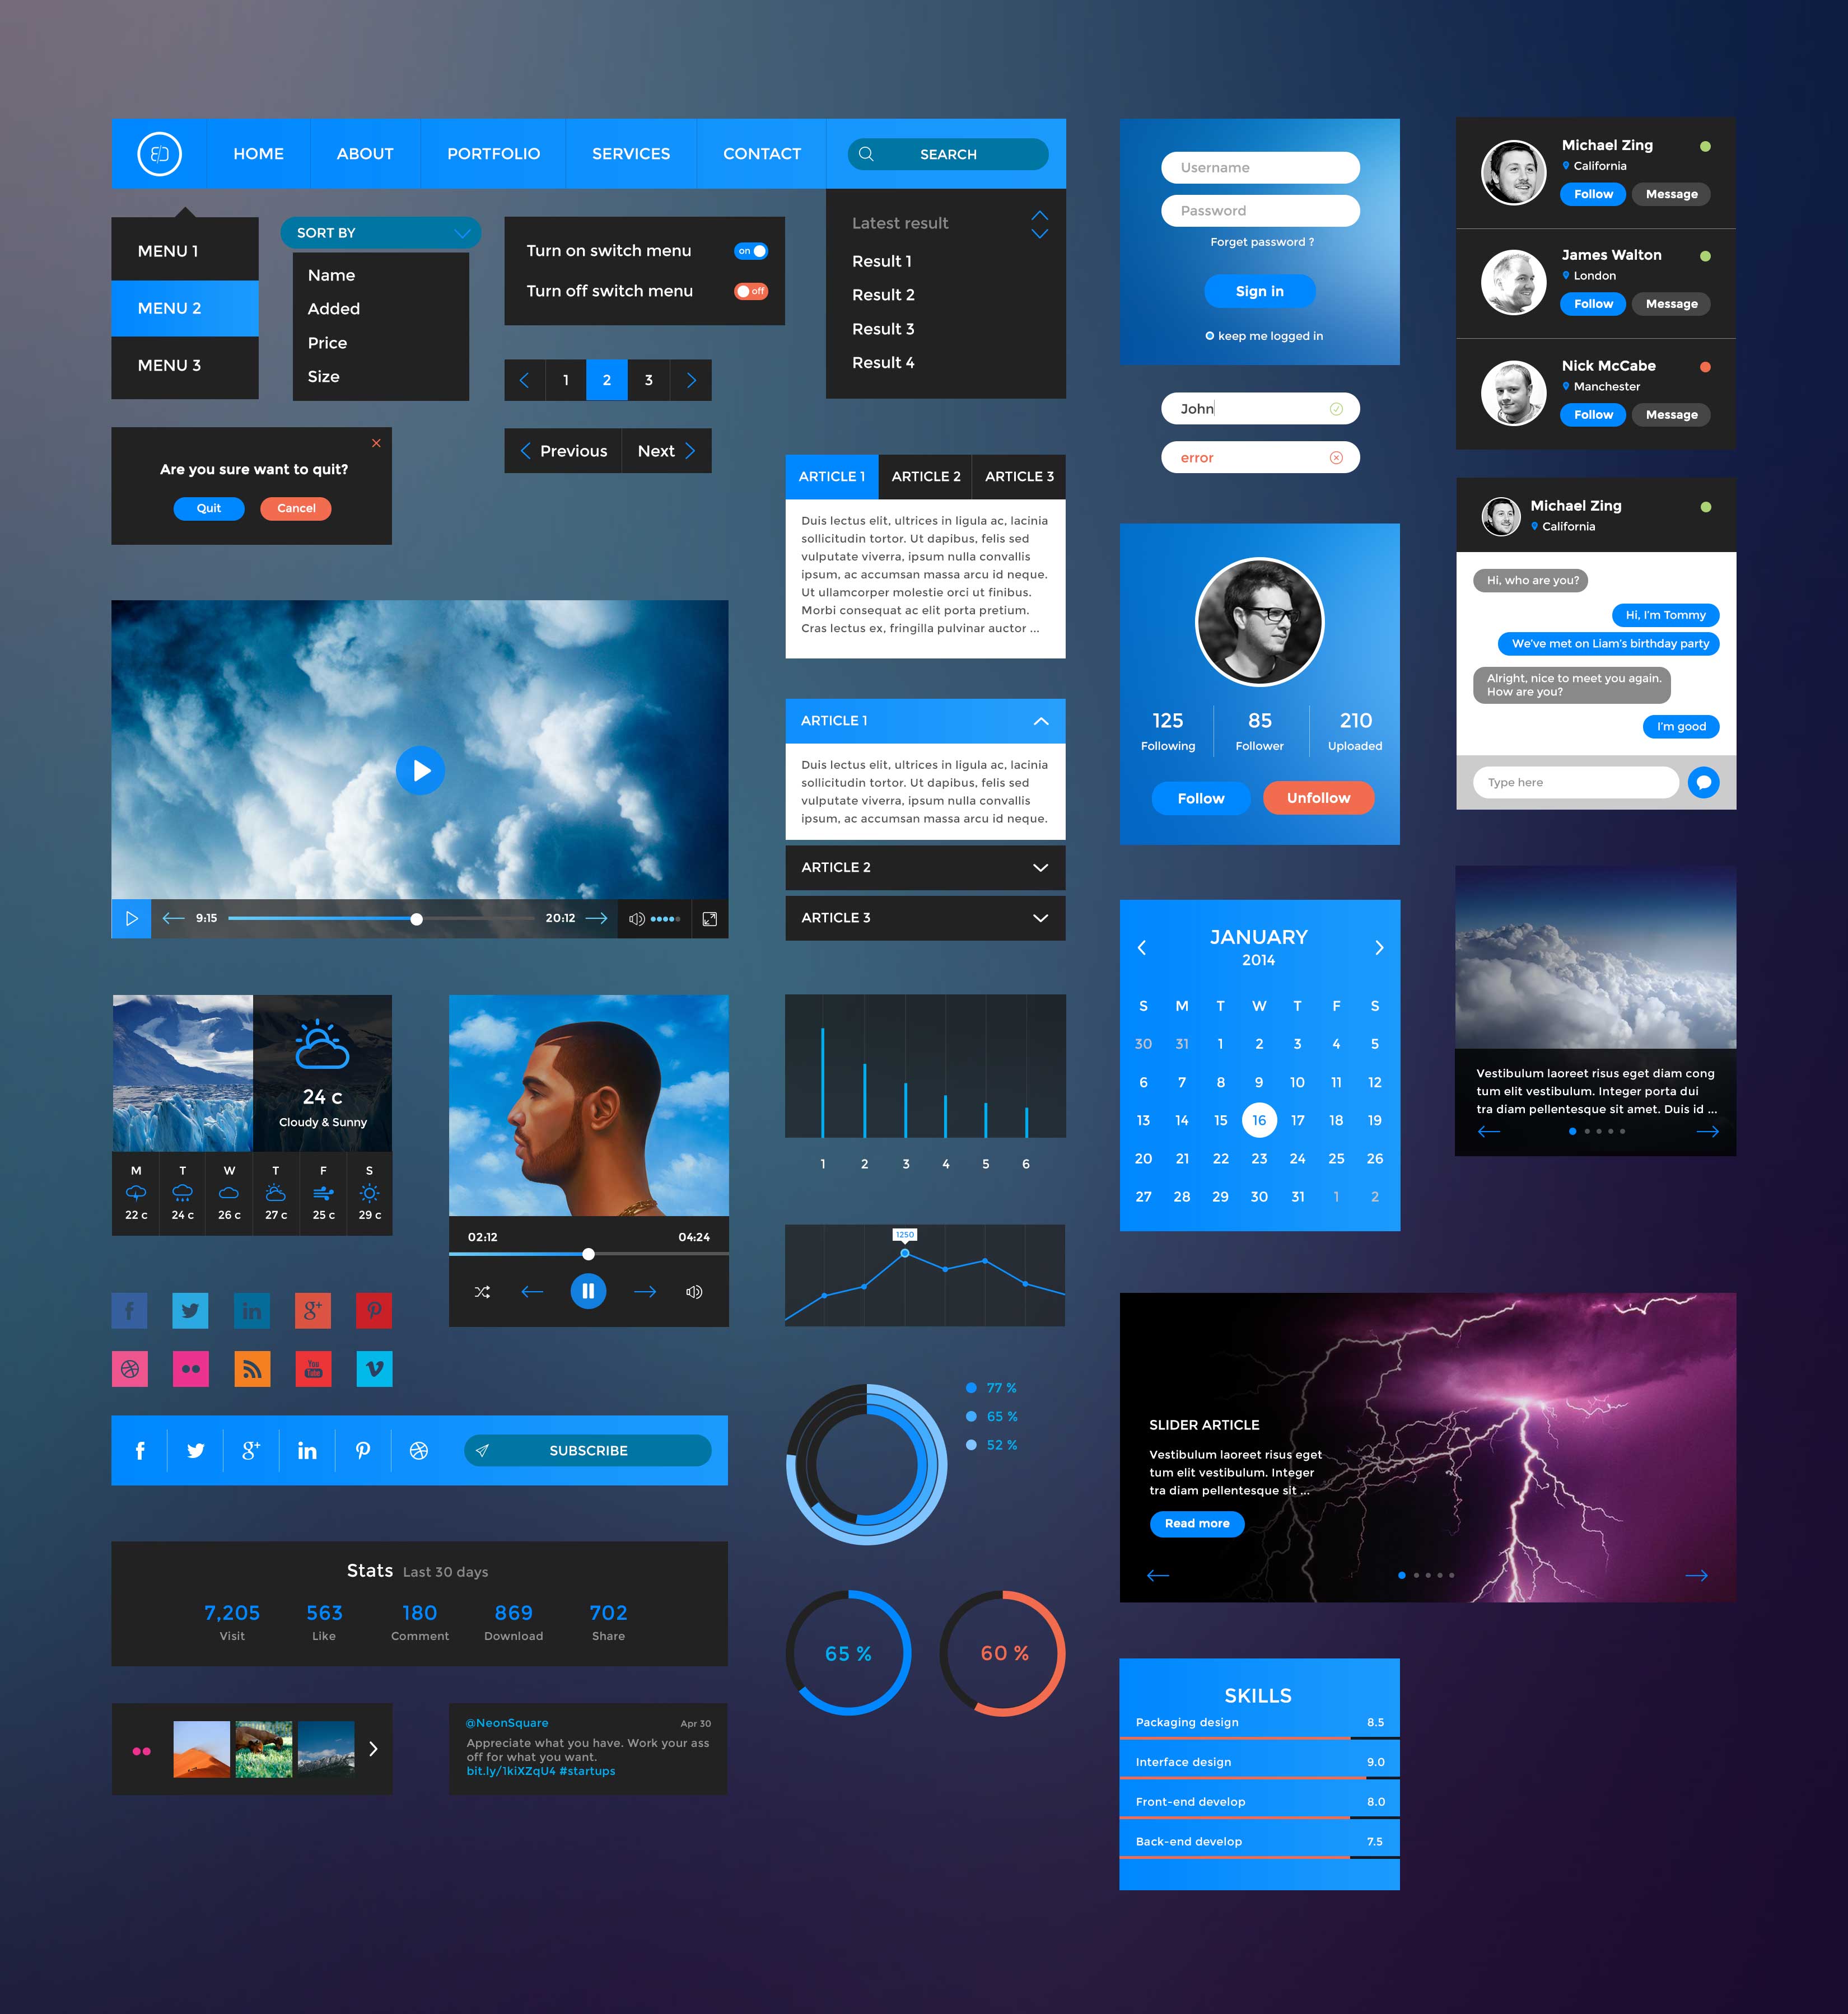 HOME
ABOUT
PORTFOLIO
SERVICES
CONTACT
SEARCH
MENU 1
MENU 2
MENU 3
SORT BY
Name
Added
Price
Size
Turn on switch menu
on
Turn off switch menu
off
1 2 3
Previous Next
Latest result
Result 1
Result 2
Result 3
Result 4
Are you sure want to quit?
Quit Cancel
9:15 20:12
ARTICLE 1 ARTICLE 2 ARTICLE 3
Duis lectus elit, ultrices in ligula ac, lacinia
sollicitudin tortor. Ut dapibus, felis sed
vulputate viverra, ipsum nulla convallis
ipsum, ac accumsan massa arcu id neque.
Ut ullamcorper molestie orci ut finibus.
Morbi consequat ac elit porta pretium.
Cras lectus ex, fringilla pulvinar auctor ...
ARTICLE 1
Duis lectus elit, ultrices in ligula ac, lacinia
sollicitudin tortor. Ut dapibus, felis sed
vulputate viverra, ipsum nulla convallis
ipsum, ac accumsan massa arcu id neque.
ARTICLE 2
ARTICLE 3
24 c
Cloudy & Sunny
M T W T F S
22 c 24 c 26 c 27 c 25 c 29 c
02:12 04:24
1 2 3 4 5 6
1250
77 %
65 %
52 %
65 %
60 %
f in g+
You
Tube
f g+ in
SUBSCRIBE
Stats Last 30 days
7,205 563 180 869 702
Visit Like Comment Download Share
@NeonSquare Apr 30
Appreciate what you have. Work your ass
off for what you want.
bit.ly/1kiXZqU4 #startups
Username
Password
Forget password ?
Sign in
keep me logged in
John
error
125 85 210
Following Follower Uploaded
Follow Unfollow
JANUARY
2014
S M T W T F S
30 31 1 2 3 4 5
6 7 8 9 10 11 12
13 14 15 16 17 18 19
20 21 22 23 24 25 26
27 28 29 30 31 1 2
Michael Zing
California
Follow Message
James Walton
London
Follow Message
Nick McCabe
Manchester
Follow Message
Michael Zing
California
Hi, who are you?
Hi, I'm Tommy
We've met on Liam's birthday party
Alright, nice to meet you again.
How are you?
I'm good
Type here
Vestibulum laoreet risus eget diam cong
tum elit vestibulum. Integer porta dui
tra diam pellentesque sit amet. Duis id ...
SLIDER ARTICLE
Vestibulum laoreet risus eget
tum elit vestibulum. Integer
tra diam pellentesque sit ...
Read more
SKILLS
Packaging design 8.5
Interface design 9.0
Front-end develop 8.0
Back-end develop 7.5